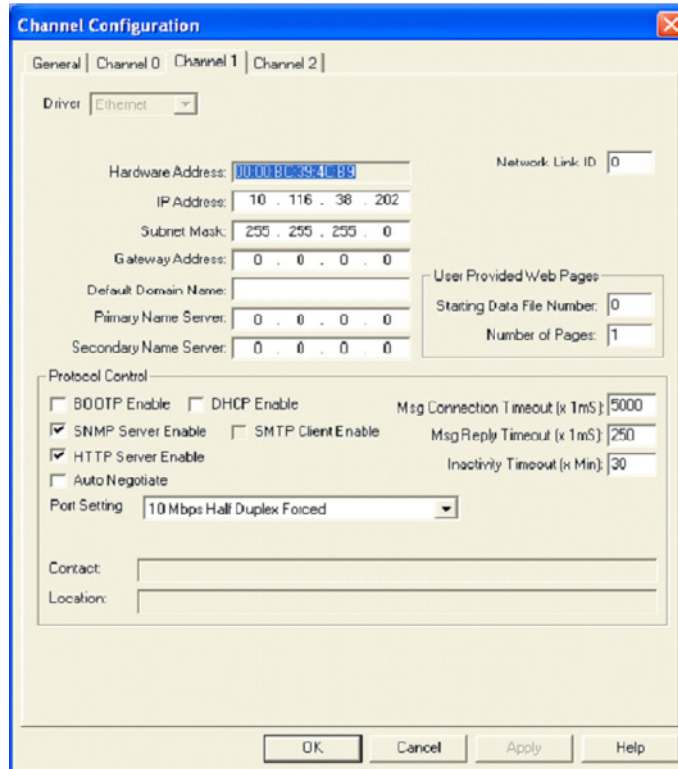 Channel Configuration
General Channel 0 Channel 1 Channel 2
Driver Ethernet
Hardware Address: 00:00:BC:39:4C:B9 Network Link ID 0
IP Address: 10 . 116 . 38 . 202
Subnet Mask: 255 . 255 . 255 . 0
Gateway Address: 0 . 0 . 0 . 0
User Provided Web Pages
Default Domain Name:
Starting Data File Number: 0
Primary Name Server: 0 . 0 . 0 . 0
Number of Pages: 1
Secondary Name Server: 0 . 0 . 0 . 0
Protocol Control
BOOTP Enable DHCP Enable Msg Connection Timeout (x 1mS): 5000
SNMP Server Enable SMTP Client Enable Msg Reply Timeout (x 1mS): 250
HTTP Server Enable Inactivity Timeout (x Min): 30
Auto Negotiate
Port Setting 10 Mbps Half Duplex Forced
Contact:
Location:
OK Cancel Apply Help